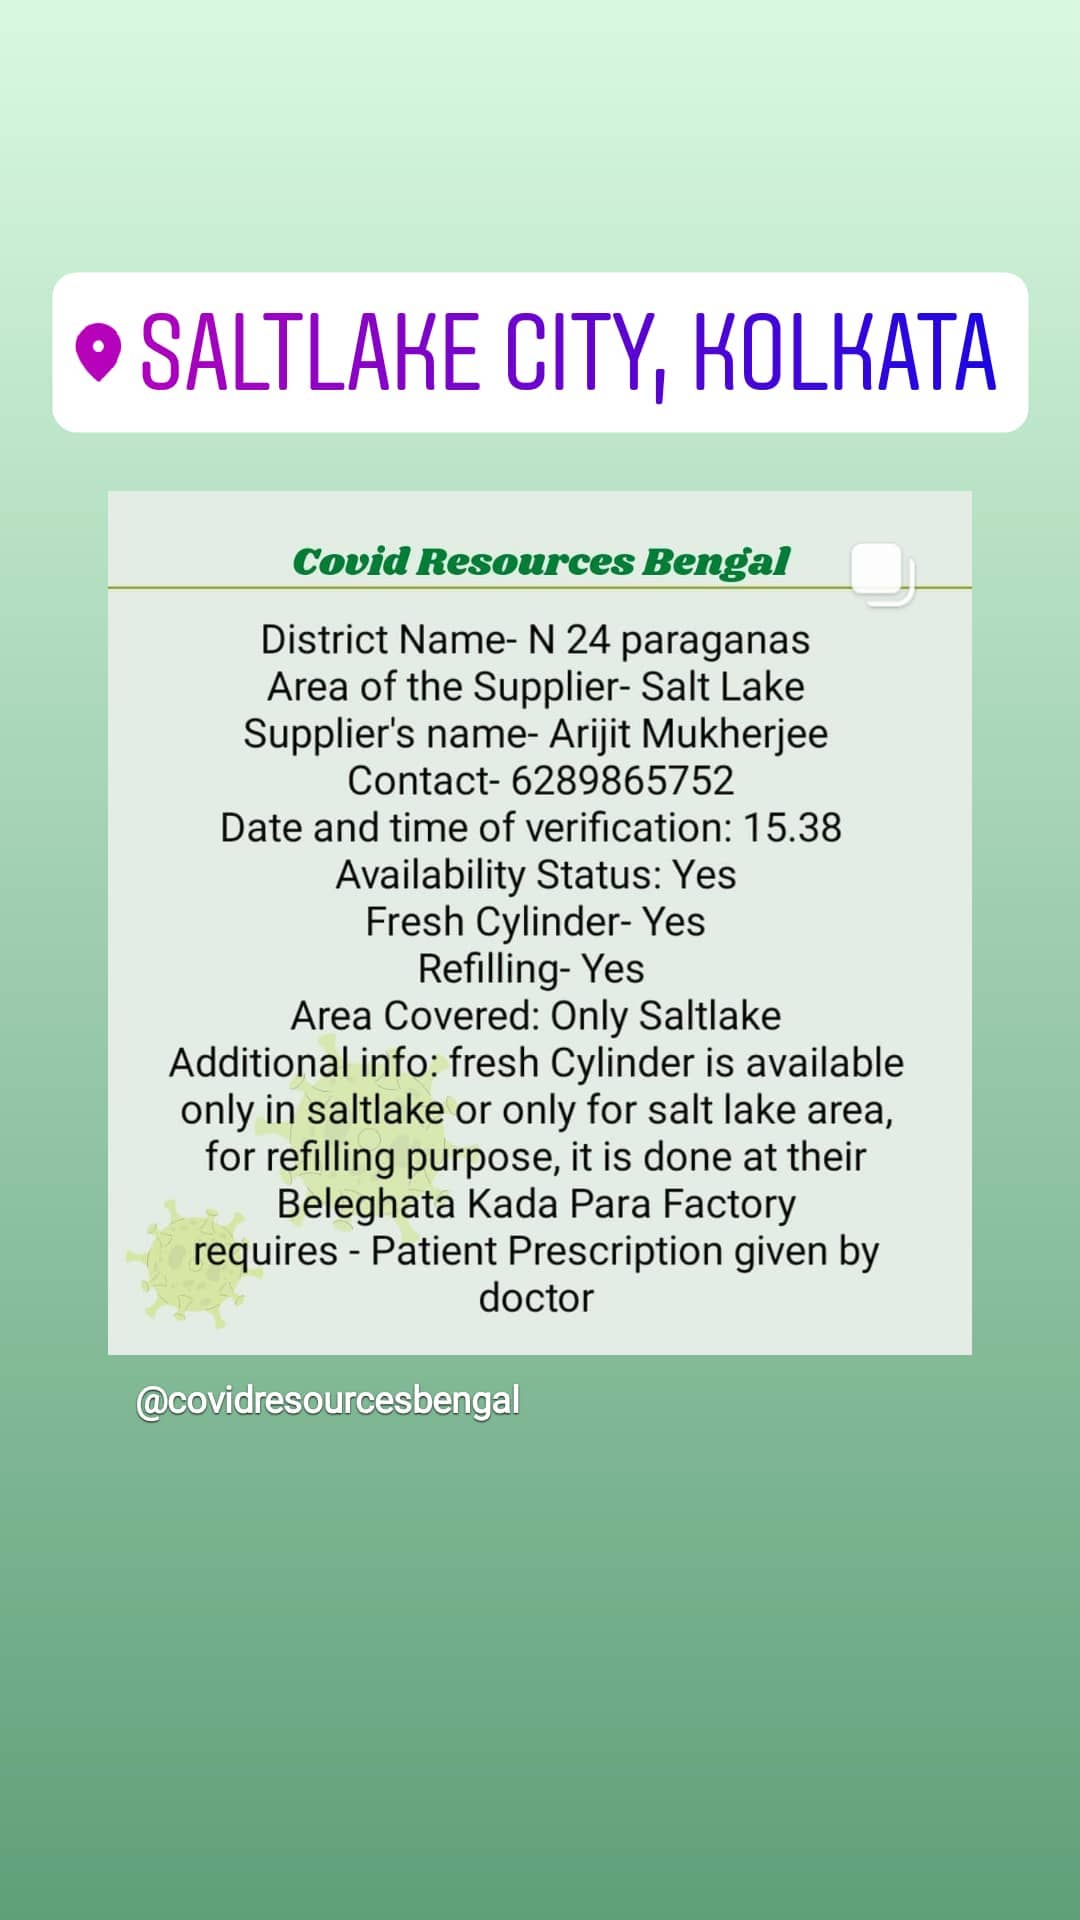 SALTLAKE CITY, KOLKATA
Covid Resources Bengal
District Name- N 24 paraganas
Area of the Supplier- Salt Lake
Supplier's name- Arijit Mukherjee
Contact- 6289865752
Date and time of verification: 15.38
Availability Status: Yes
Fresh Cylinder- Yes
Refilling- Yes
Area Covered: Only Saltlake
Additional info: fresh Cylinder is available
only in saltlake or only for salt lake area,
for refilling purpose, it is done at their
Beleghata Kada Para Factory
requires - Patient Prescription given by
doctor
@covidresourcesbengal